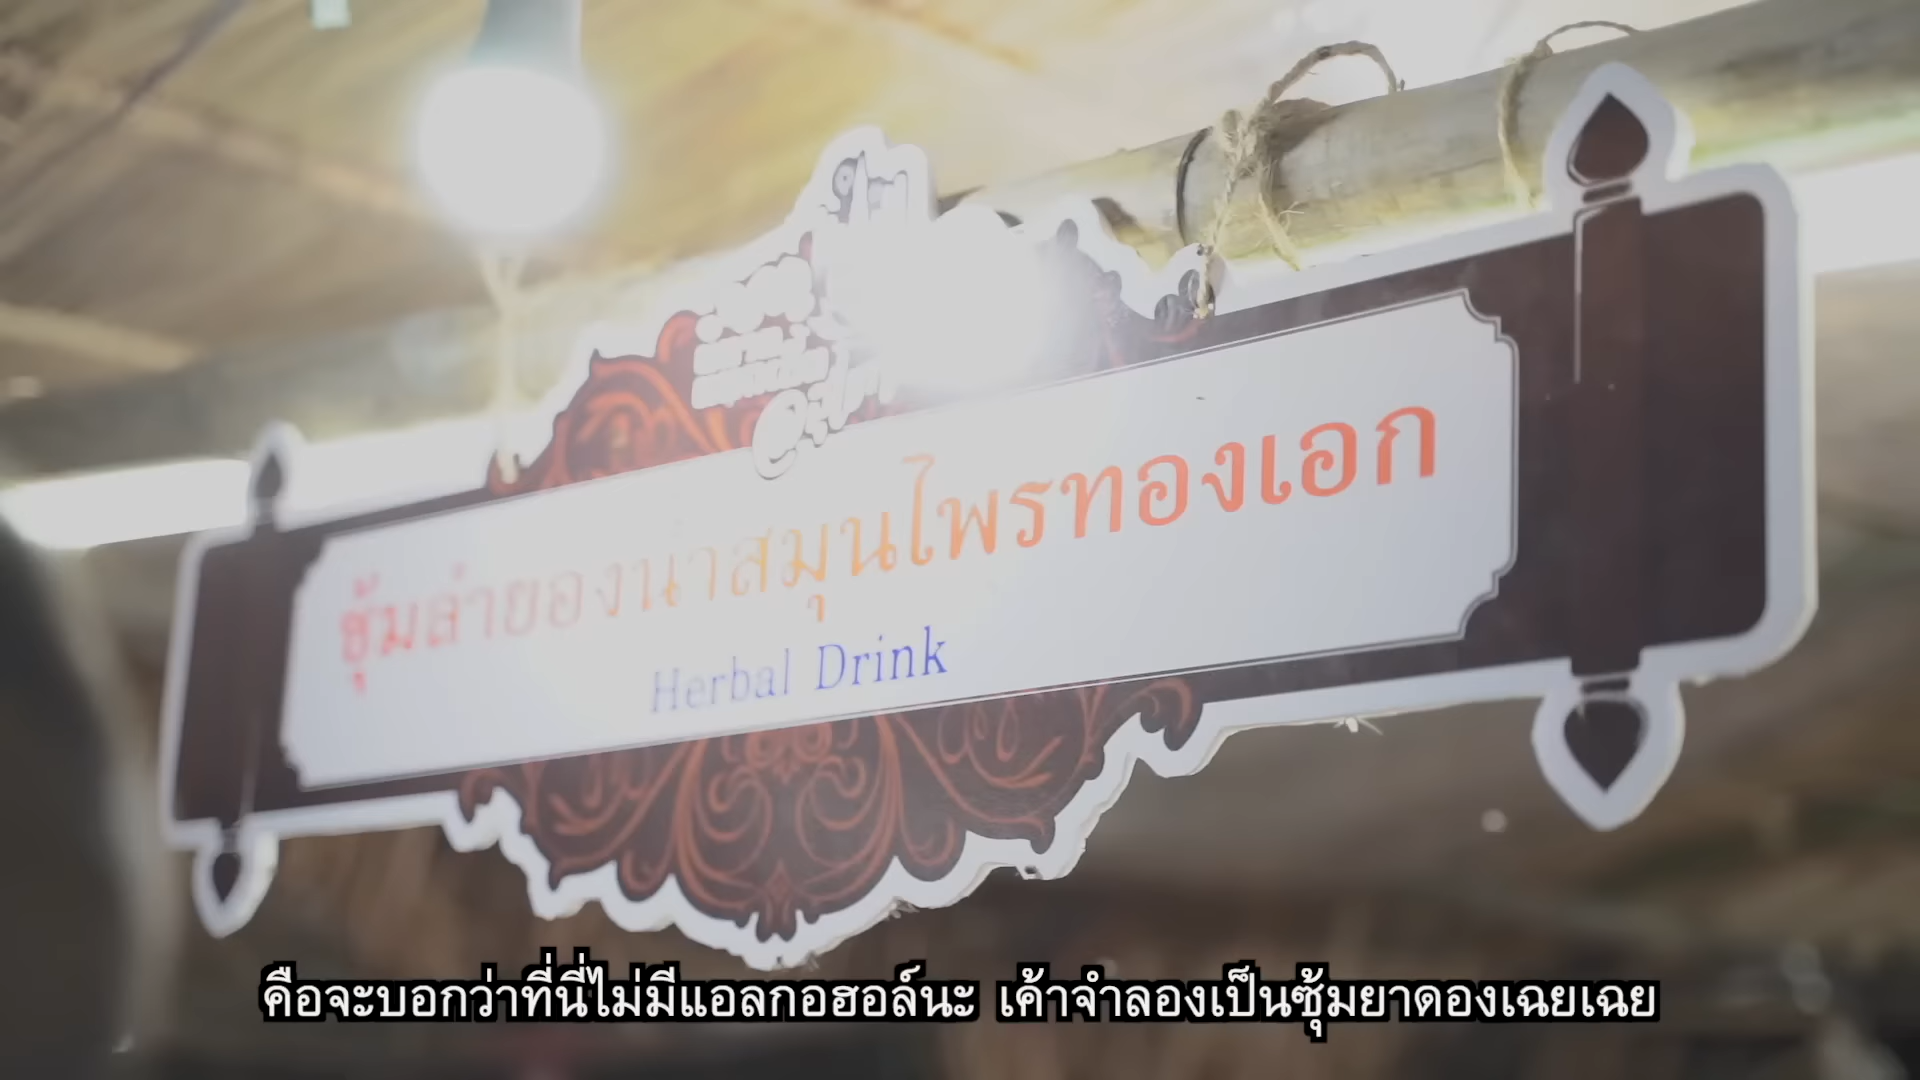 ซุ้มลำยองน้ำสมุนไพรทองเอก
Herbal Drink
คือจะบอกว่าที่นี่ไม่มีแอลกอฮอล์นะ เค้าจำลองเป็นซุ้มยาดองเฉยเฉย